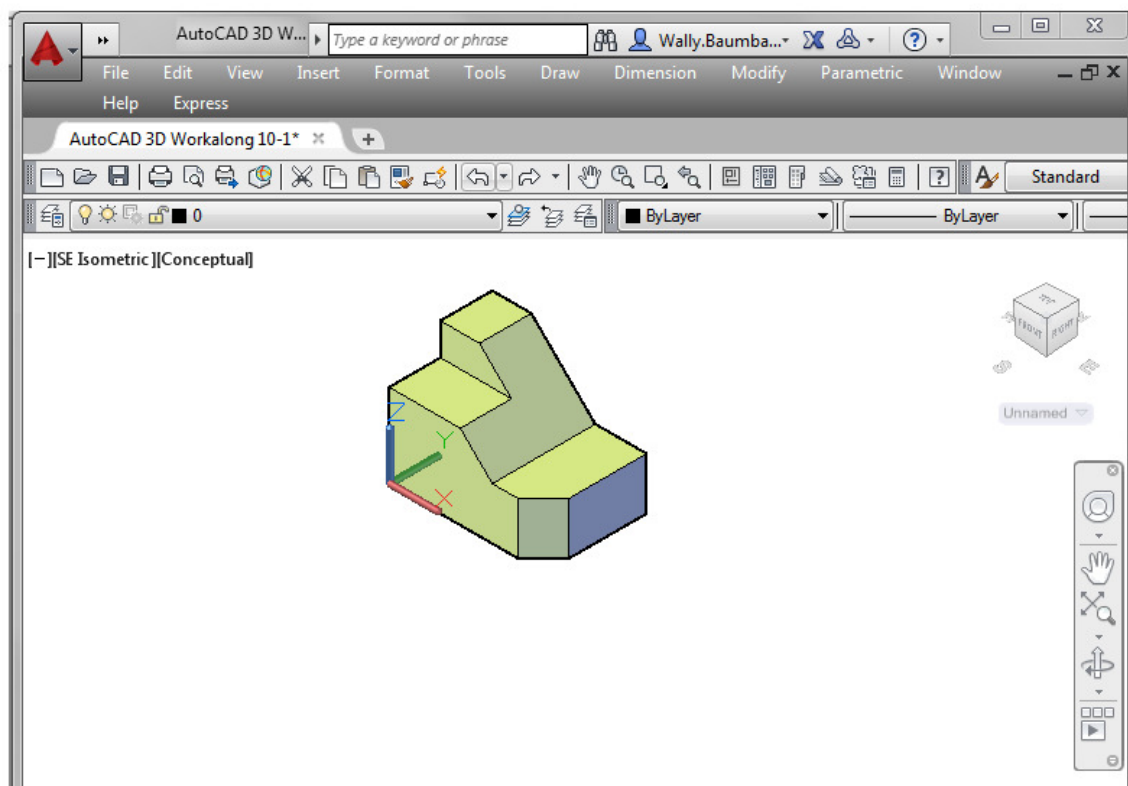 AutoCAD 3D W... Type a keyword or phrase Wally.Baumba...
File Edit View Insert Format Tools Draw Dimension Modify Parametric Window
Help Express
AutoCAD 3D Workalong 10-1*
Standard
0 ByLayer ByLayer
[−][SE Isometric][Conceptual]
TOP
FRONT RIGHT
S E
Unnamed
Z
Y
X